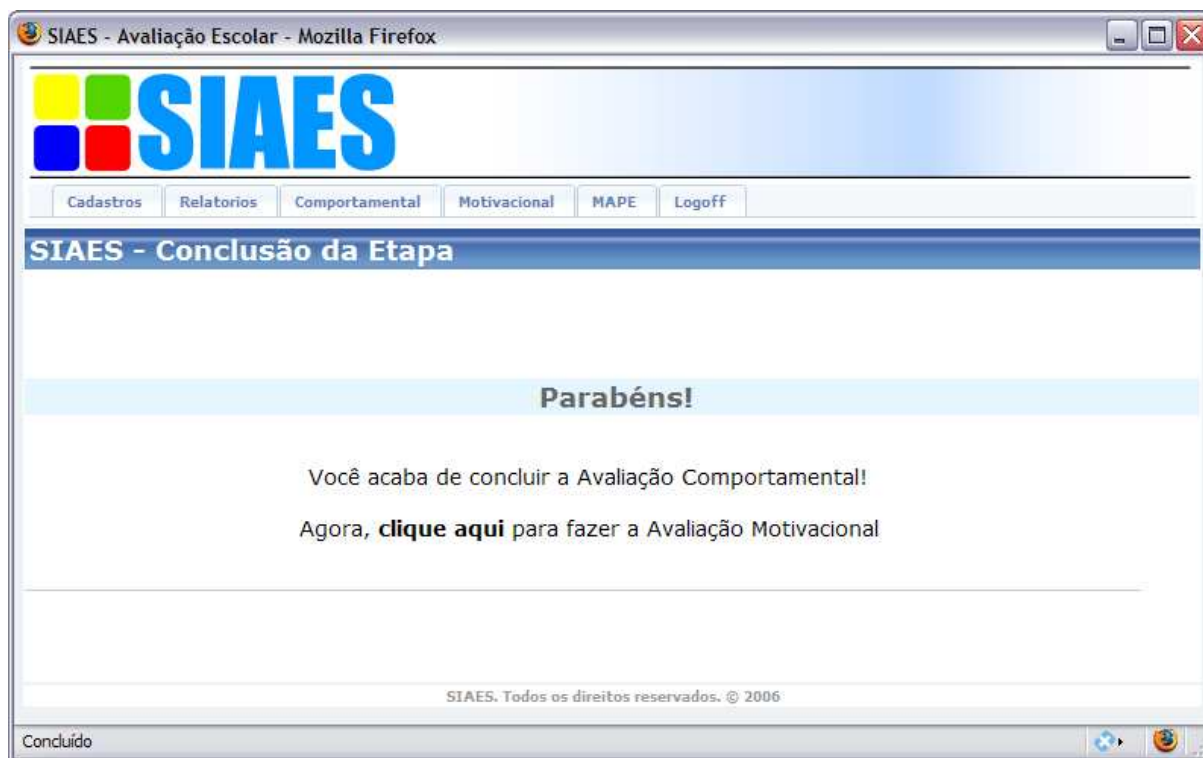 SIAES - Avaliação Escolar - Mozilla Firefox
SIAES
Cadastros Relatorios Comportamental Motivacional MAPE Logoff
SIAES - Conclusão da Etapa
Parabéns!
Você acaba de concluir a Avaliação Comportamental!
Agora, clique aqui para fazer a Avaliação Motivacional
SIAES. Todos os direitos reservados. © 2006
Concluído